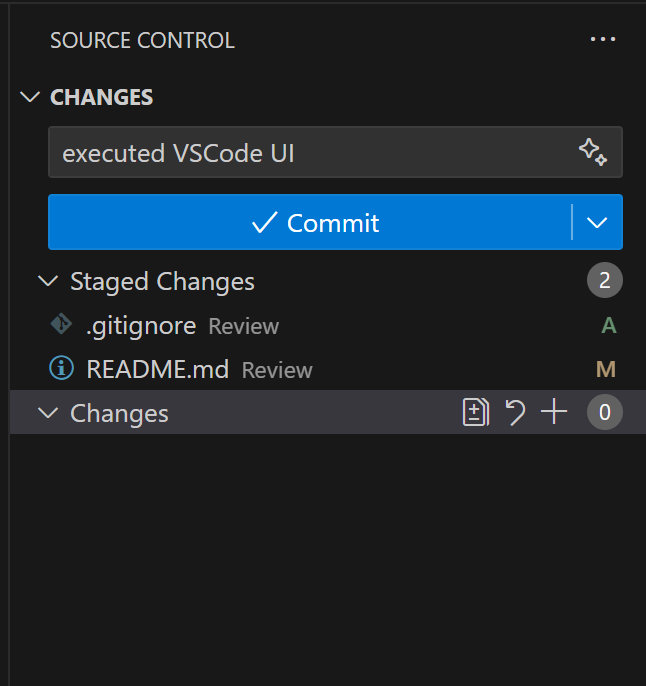 SOURCE CONTROL
CHANGES
executed VSCode UI
Commit
Staged Changes 2
.gitignore Review A
README.md Review M
Changes 0